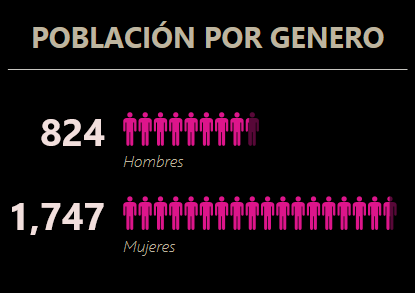 POBLACIÓN POR GENERO
824
Hombres
1,747
Mujeres